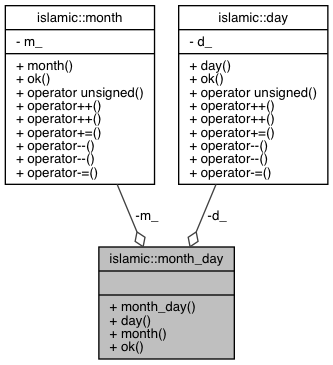 islamic::month
- m_
+ month()
+ ok()
+ operator unsigned()
+ operator++()
+ operator++()
+ operator+=()
+ operator--()
+ operator--()
+ operator-=()
islamic::day
- d_
+ day()
+ ok()
+ operator unsigned()
+ operator++()
+ operator++()
+ operator+=()
+ operator--()
+ operator--()
+ operator-=()
-m_
-d_
islamic::month_day
+ month_day()
+ day()
+ month()
+ ok()